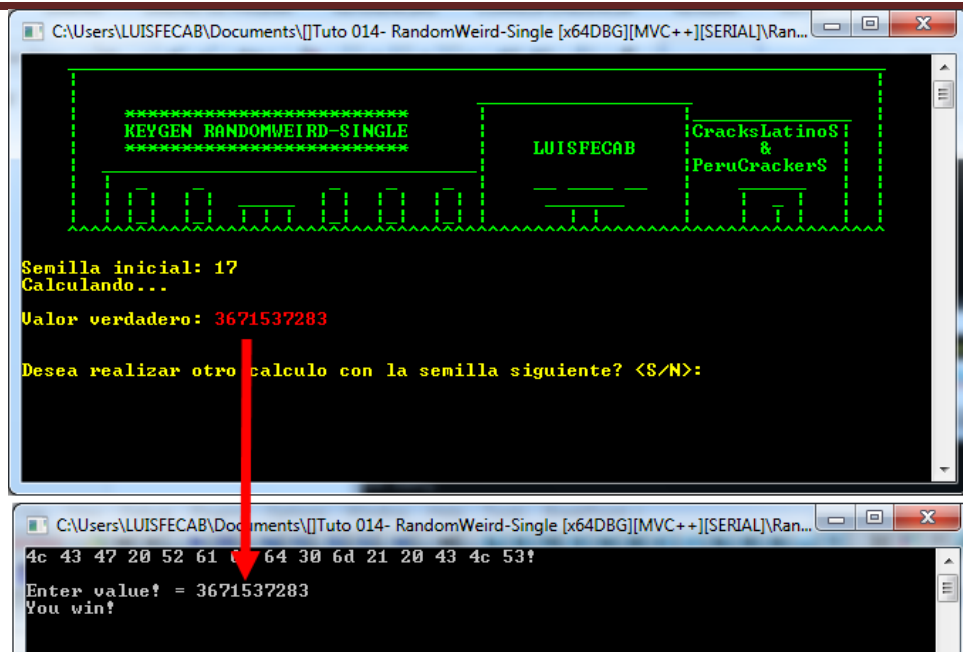 C:\Users\LUISFECAB\Documents\[]Tuto 014- RandomWeird-Single [x64DBG][MVC++][SERIAL]\Ran...
*************************
KEYGEN RANDOMWEIRD-SINGLE
*************************
LUISFECAB
CracksLatinoS
&
PeruCrackerS
Semilla inicial: 17
Calculando...
Valor verdadero: 3671537283
Desea realizar otro calculo con la semilla siguiente? <S/N>:
C:\Users\LUISFECAB\Documents\[]Tuto 014- RandomWeird-Single [x64DBG][MVC++][SERIAL]\Ran...
4c 43 47 20 52 61 64 30 6d 21 20 43 4c 53!
Enter value! = 3671537283
You win!